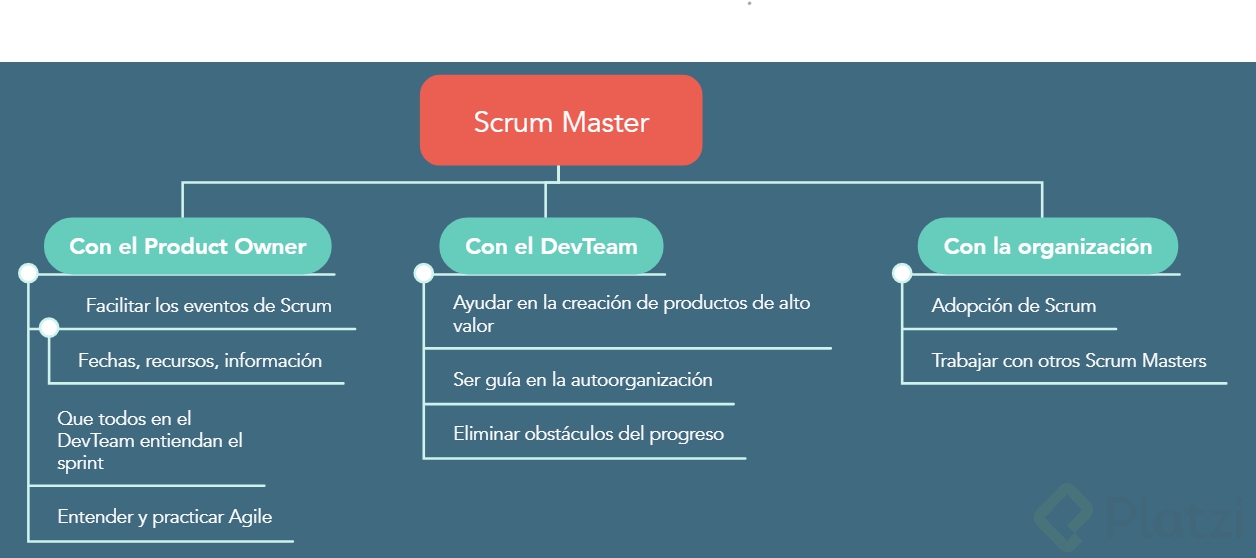 Scrum Master
Con el Product Owner
Facilitar los eventos de Scrum
Fechas, recursos, información
Que todos en el
DevTeam entiendan el
sprint
Entender y practicar Agile
Con el DevTeam
Ayudar en la creación de productos de alto
valor
Ser guía en la autoorganización
Eliminar obstáculos del progreso
Con la organización
Adopción de Scrum
Trabajar con otros Scrum Masters
Platzi